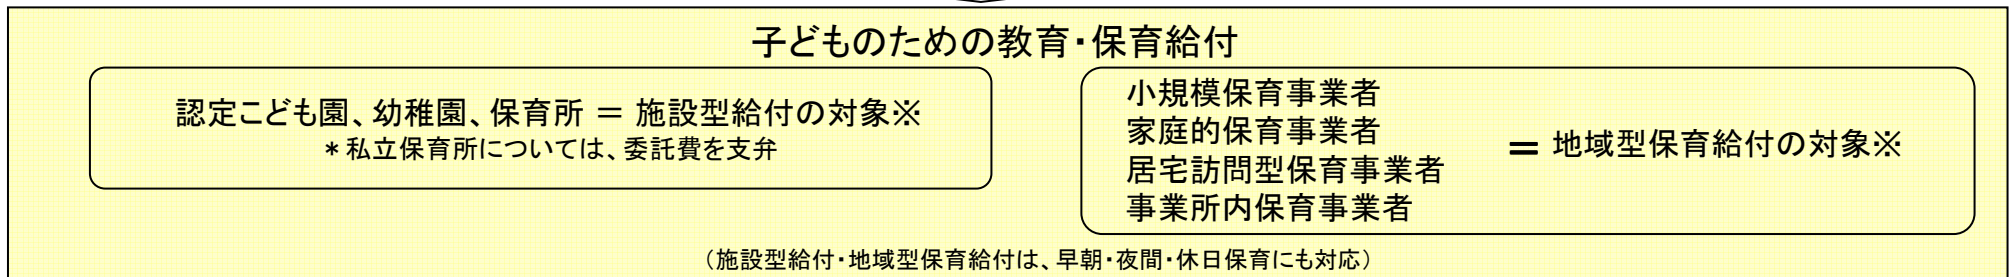 子どものための教育・保育給付
認定こども園、幼稚園、保育所 = 施設型給付の対象※
*私立保育所については、委託費を支弁
小規模保育事業者
家庭的保育事業者
居宅訪問型保育事業者
事業所内保育事業者
= 地域型保育給付の対象※
(施設型給付・地域型保育給付は、早朝・夜間・休日保育にも対応)